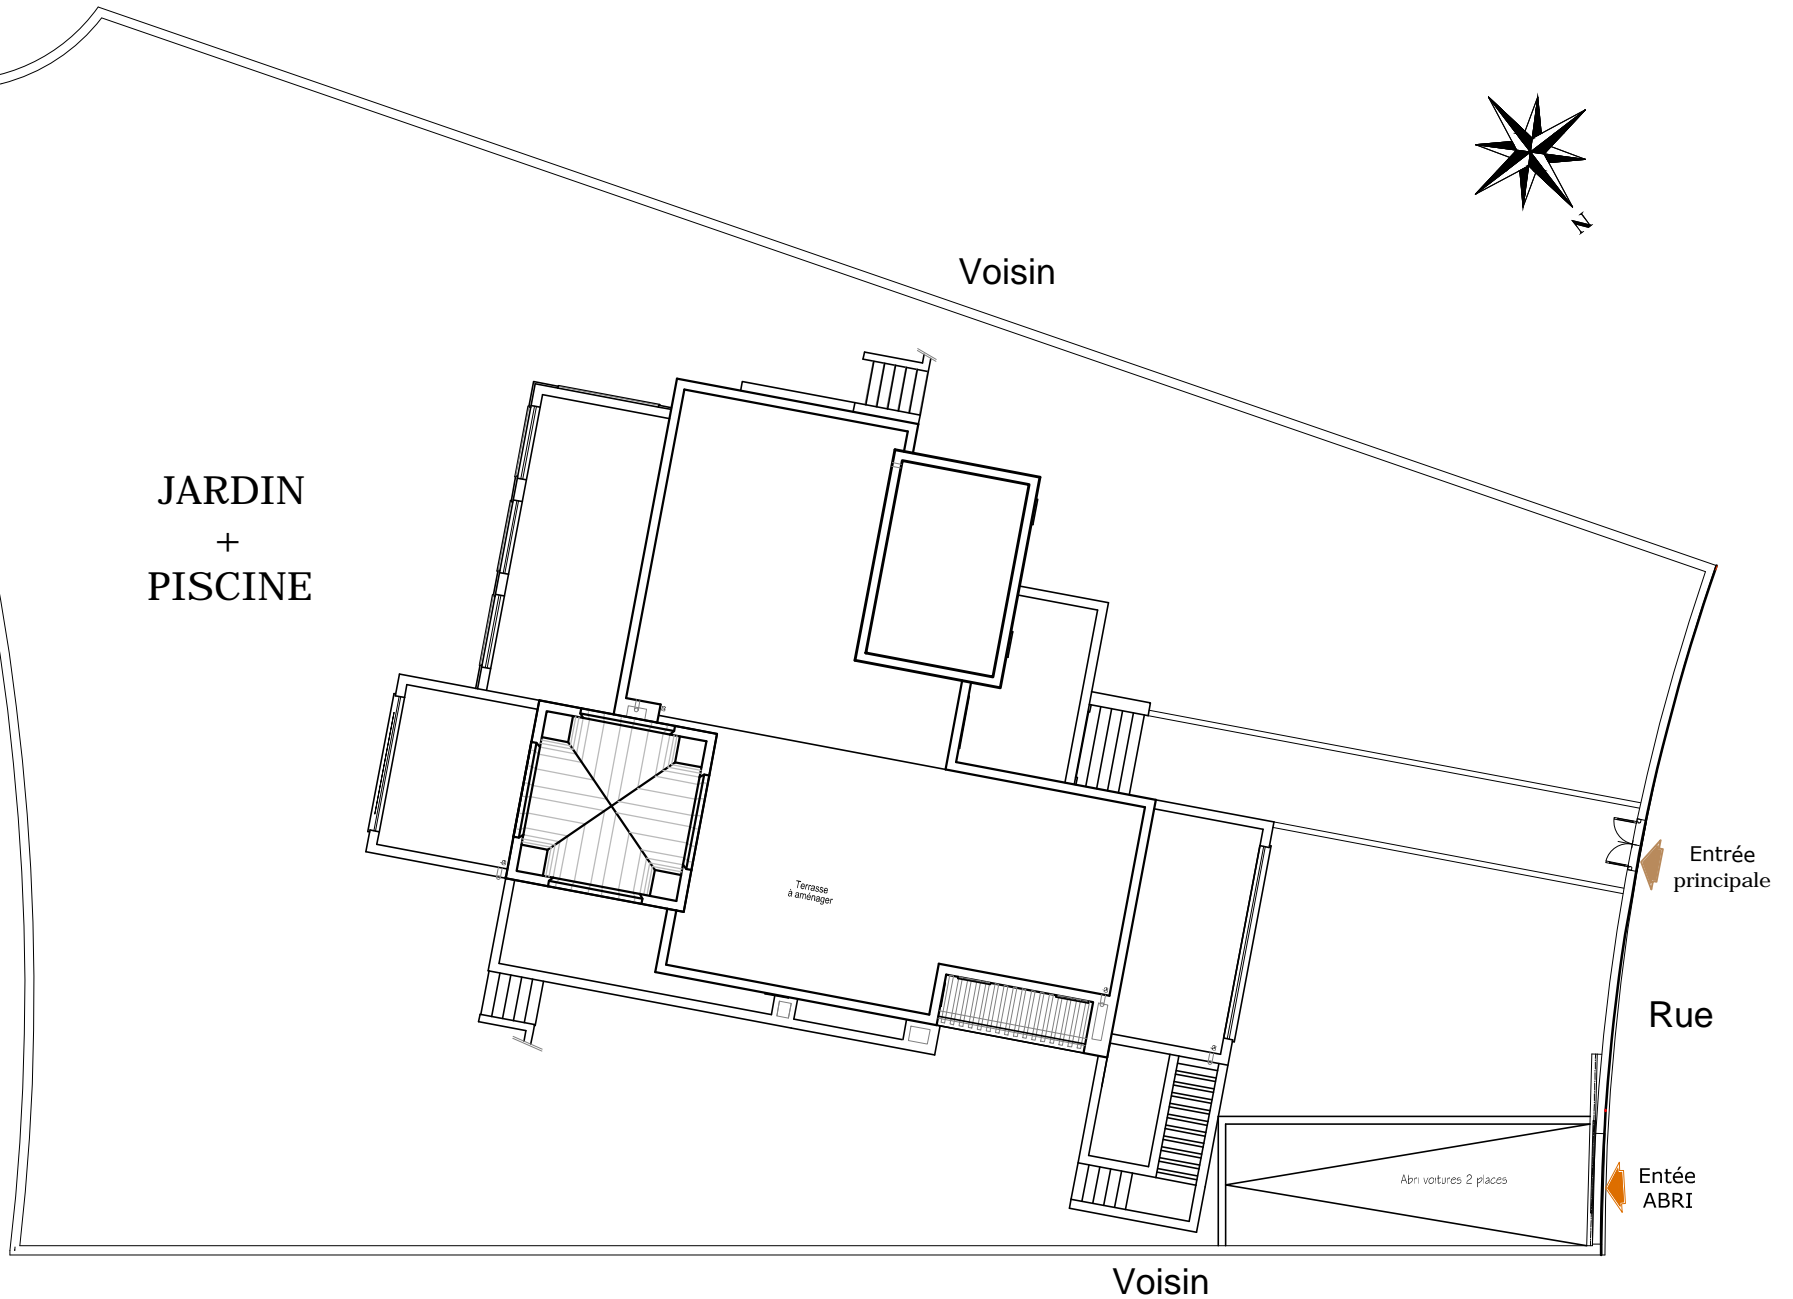 N
Voisin
JARDIN
+
PISCINE
Entrée
principale
Terrasse
à aménager
Rue
Abri voitures 2 places
Entée
ABRI
Voisin